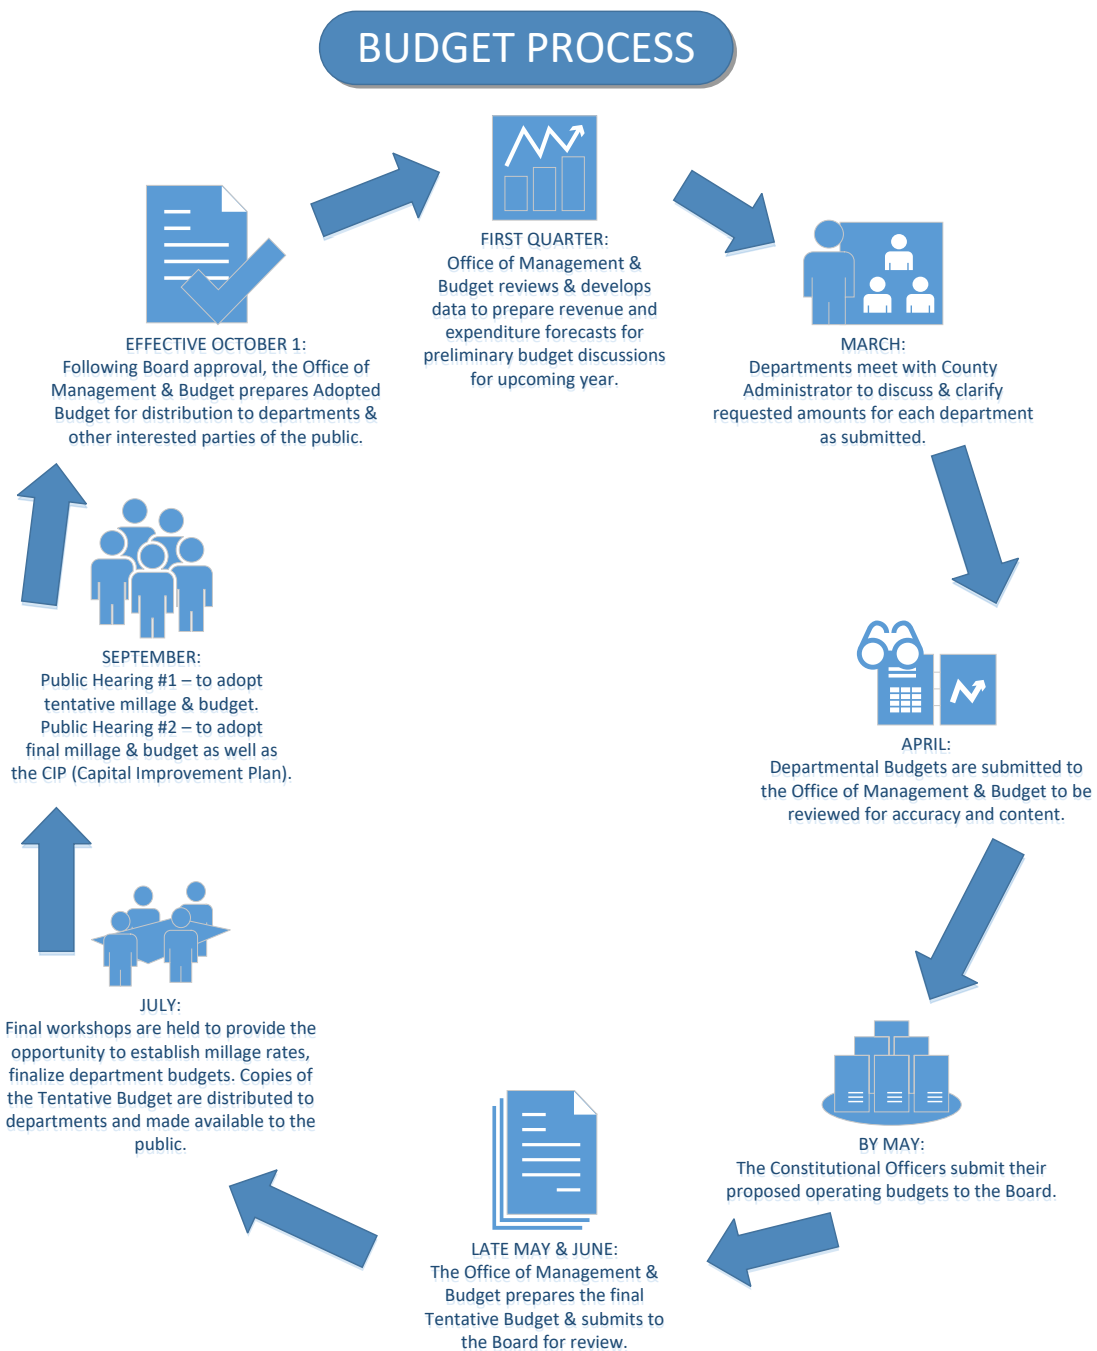 BUDGET PROCESS
FIRST QUARTER:
Office of Management &
Budget reviews & develops
data to prepare revenue and
expenditure forecasts for
preliminary budget discussions
for upcoming year.
MARCH:
Departments meet with County
Administrator to discuss & clarify
requested amounts for each department
as submitted.
APRIL:
Departmental Budgets are submitted to
the Office of Management & Budget to be
reviewed for accuracy and content.
BY MAY:
The Constitutional Officers submit their
proposed operating budgets to the Board.
LATE MAY & JUNE:
The Office of Management &
Budget prepares the final
Tentative Budget & submits to
the Board for review.
JULY:
Final workshops are held to provide the
opportunity to establish millage rates,
finalize department budgets. Copies of
the Tentative Budget are distributed to
departments and made available to the
public.
SEPTEMBER:
Public Hearing #1 – to adopt
tentative millage & budget.
Public Hearing #2 – to adopt
final millage & budget as well as
the CIP (Capital Improvement Plan).
EFFECTIVE OCTOBER 1:
Following Board approval, the Office of
Management & Budget prepares Adopted
Budget for distribution to departments &
other interested parties of the public.